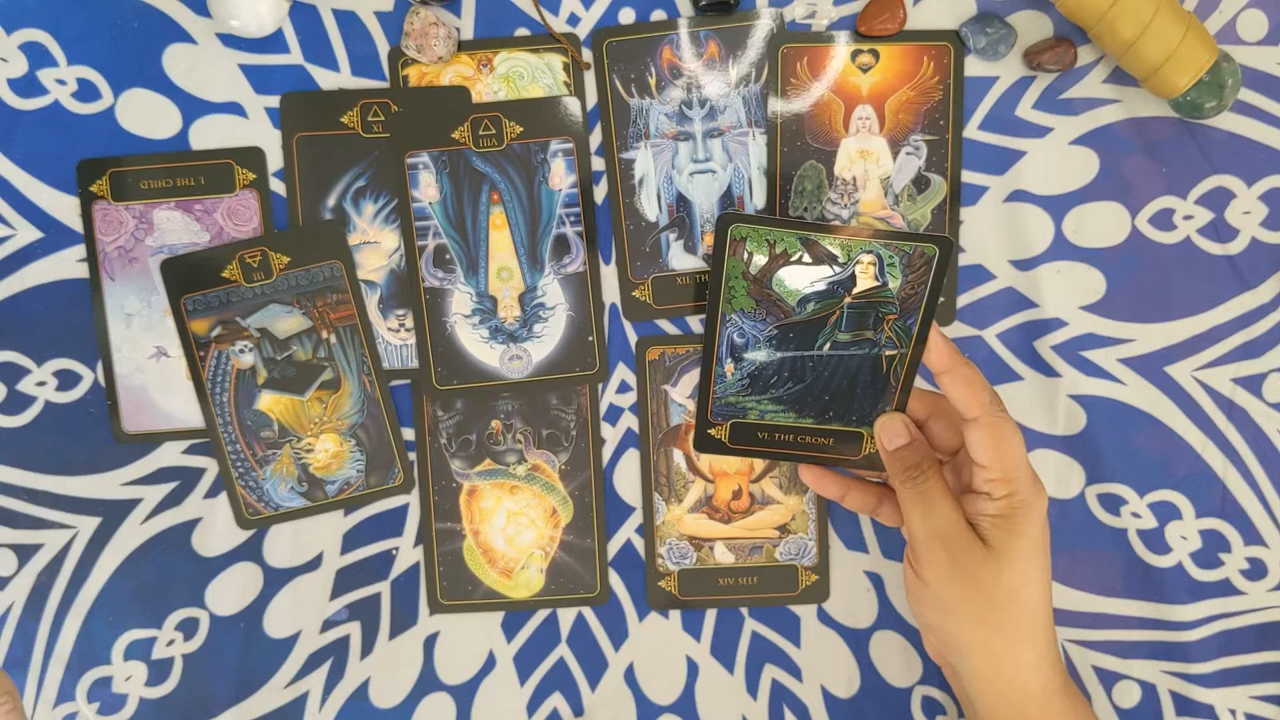 XI
VIII
I. THE CHILD
III
XII. TH
VI. THE CRONE
XIV. SELF